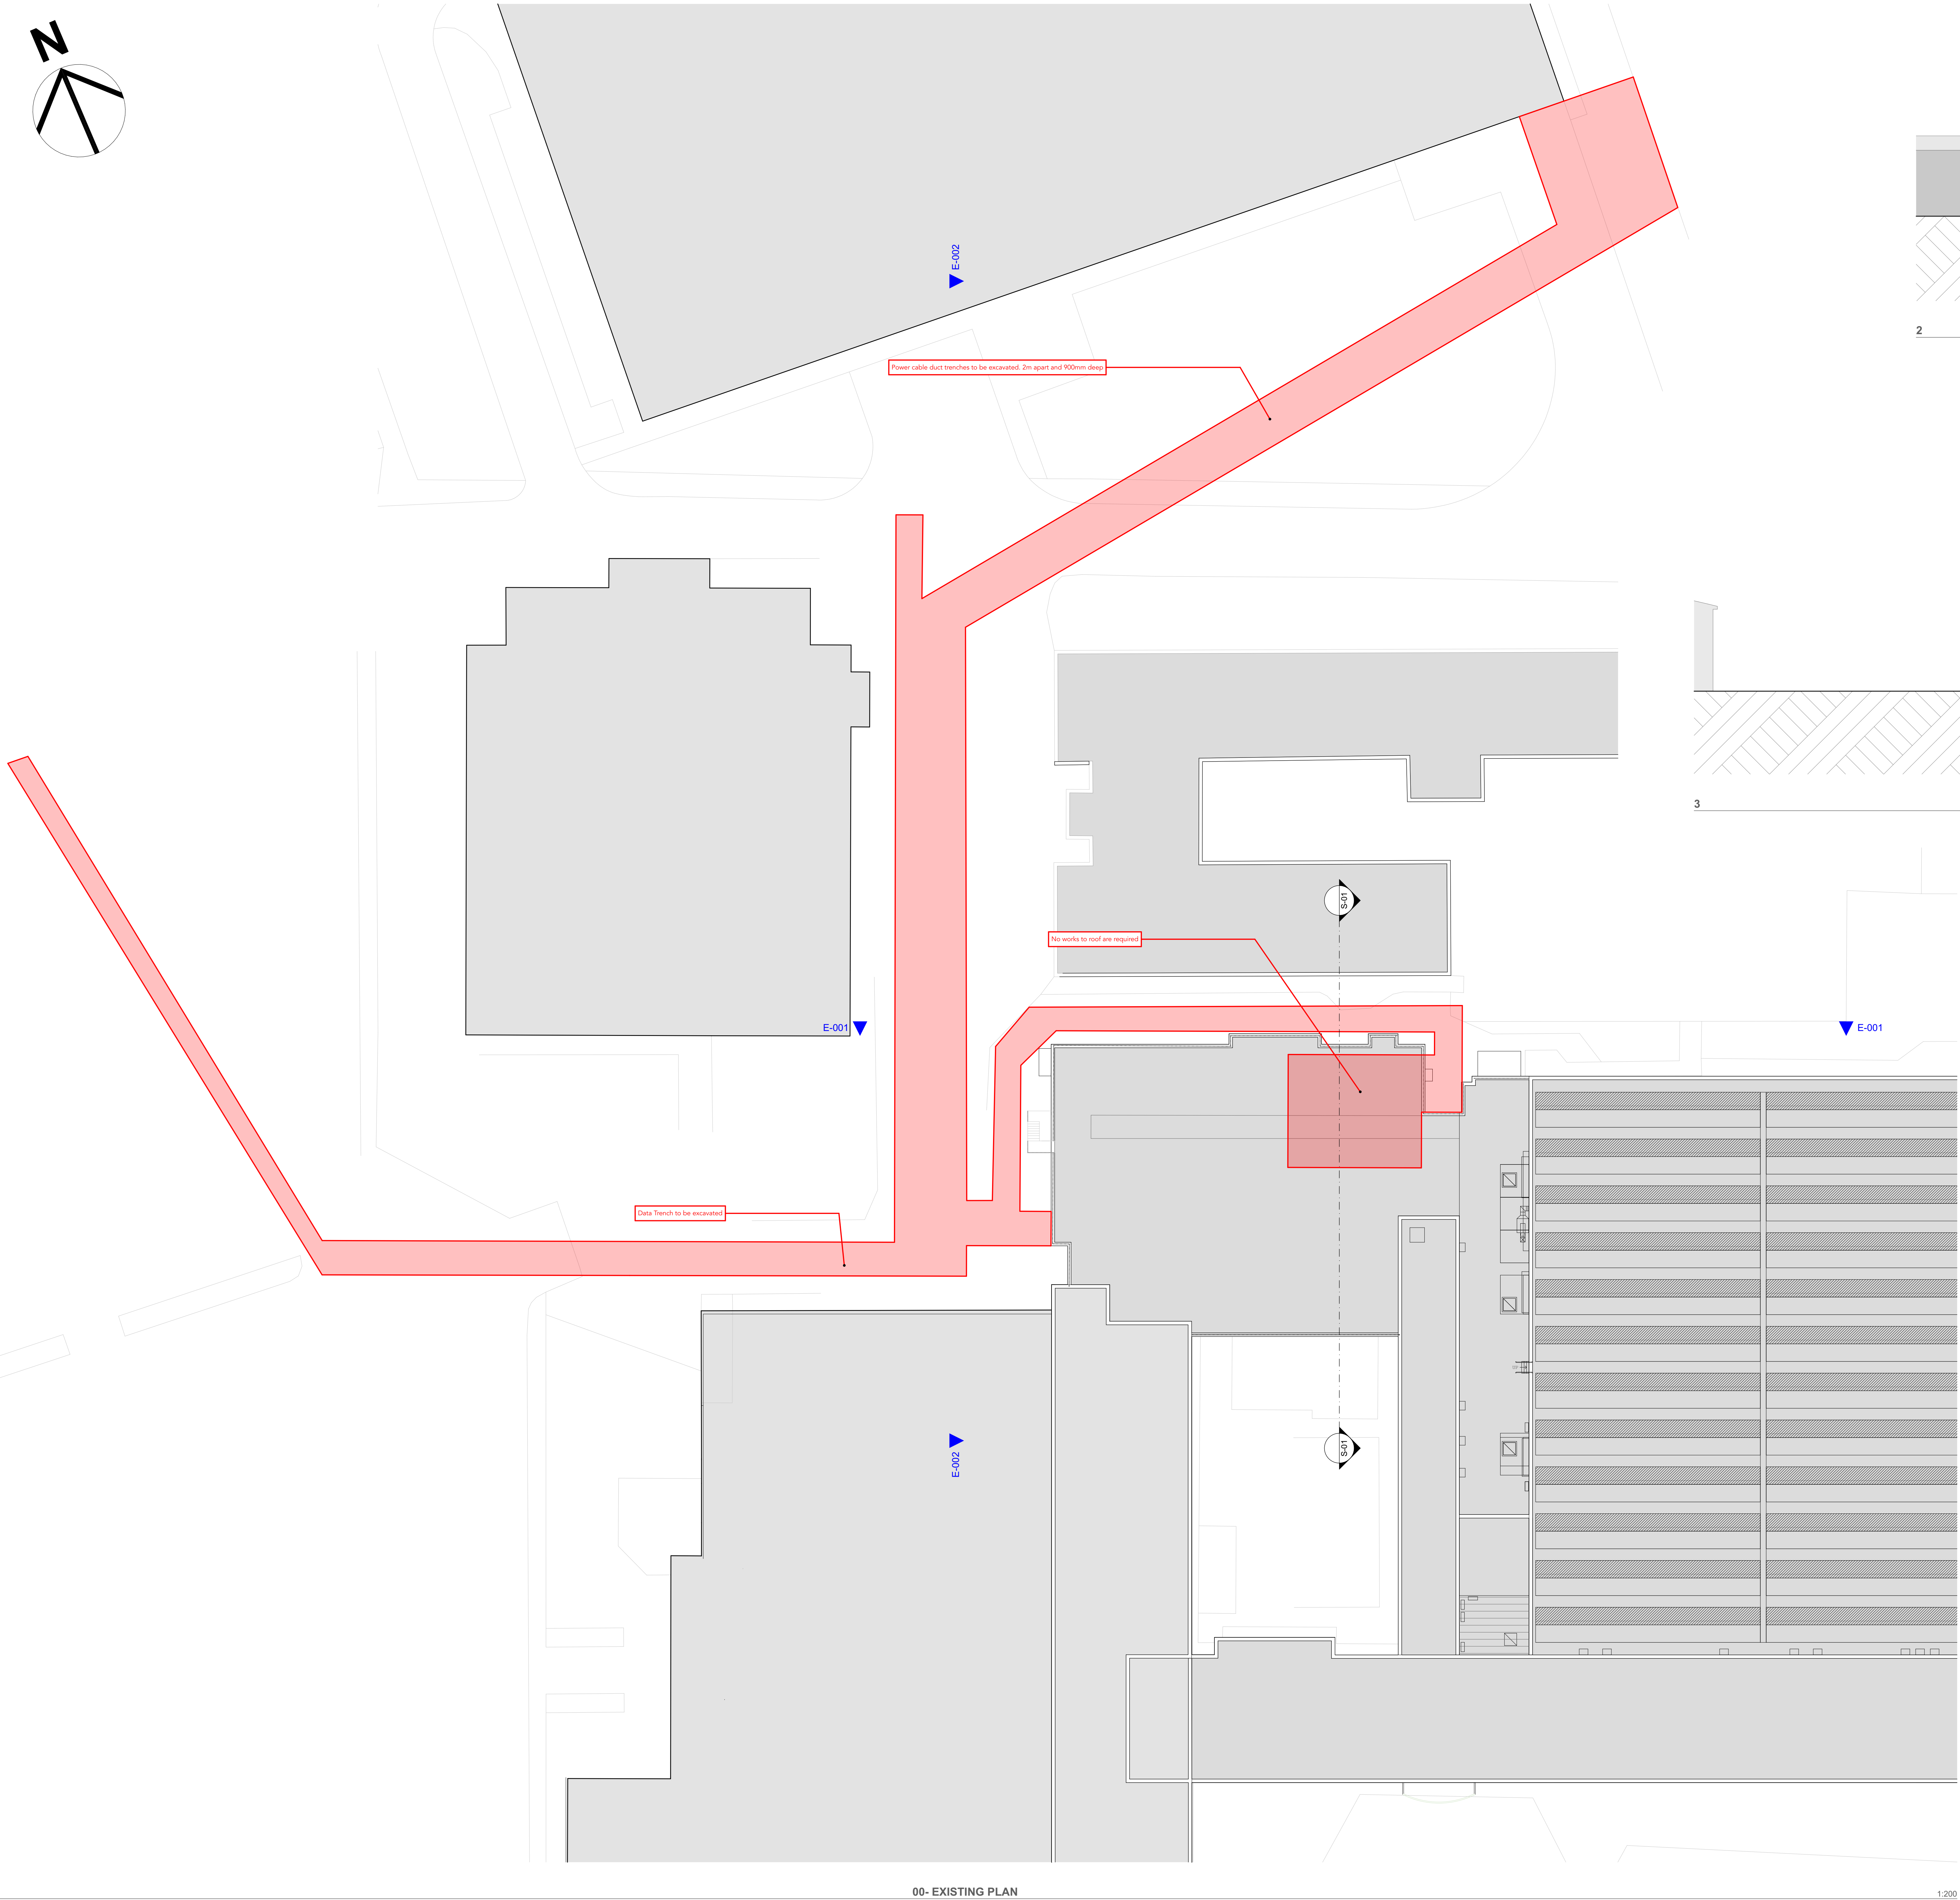 N
E-002
Power cable duct trenches to be excavated. 2m apart and 900mm deep
2
3
S-01
No works to roof are required
E-001
E-001
Data Trench to be excavated
S-01
E-002
00- EXISTING PLAN
1:200